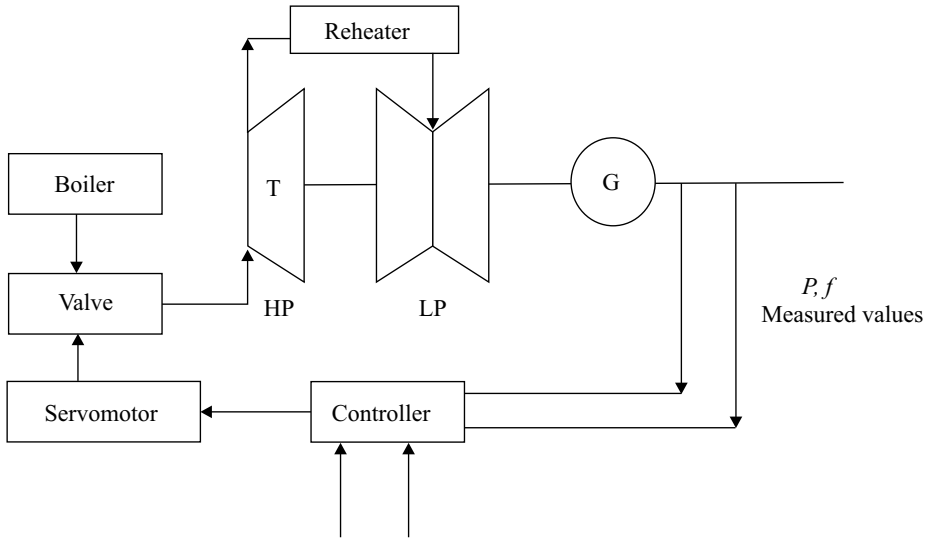 Reheater
Boiler
T
G
Valve
HP
LP
P, f
Measured values
Servomotor
Controller